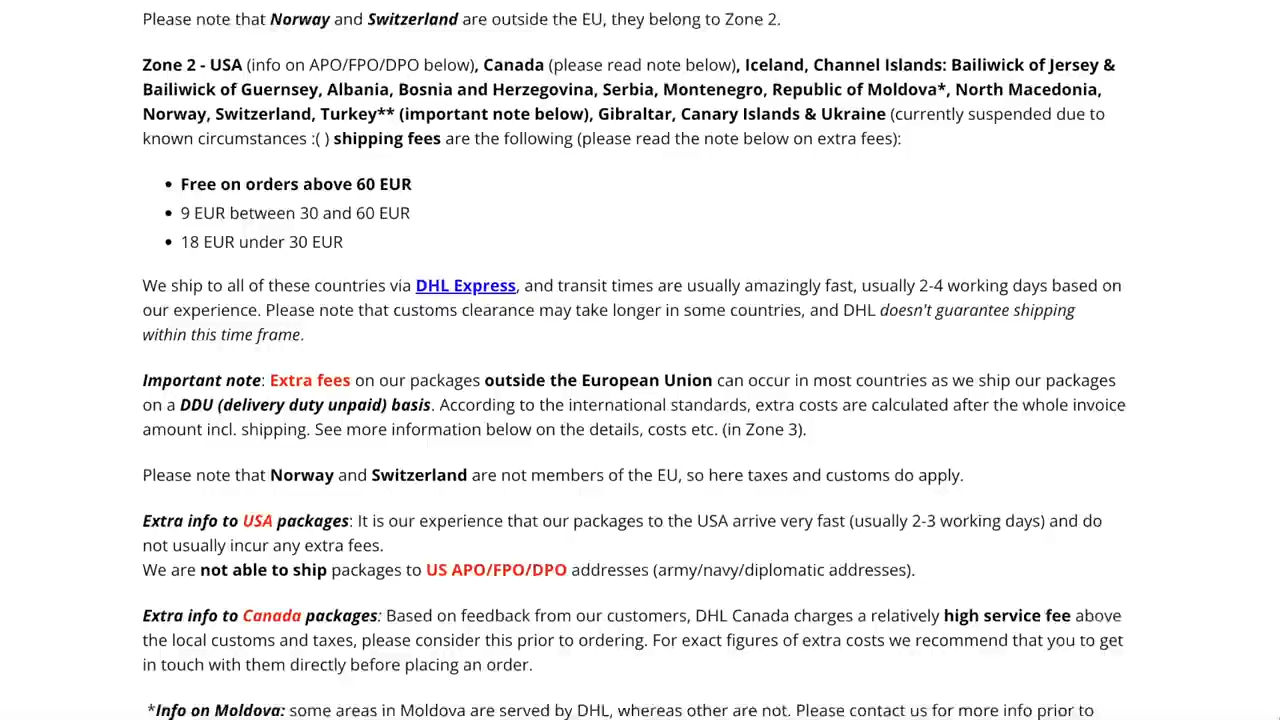 Please note that Norway and Switzerland are outside the EU, they belong to Zone 2.
Zone 2 - USA (info on APO/FPO/DPO below), Canada (please read note below), Iceland, Channel Islands: Bailiwick of Jersey &
Bailiwick of Guernsey, Albania, Bosnia and Herzegovina, Serbia, Montenegro, Republic of Moldova*, North Macedonia,
Norway, Switzerland, Turkey** (important note below), Gibraltar, Canary Islands & Ukraine (currently suspended due to
known circumstances :( ) shipping fees are the following (please read the note below on extra fees):
• Free on orders above 60 EUR
• 9 EUR between 30 and 60 EUR
• 18 EUR under 30 EUR
We ship to all of these countries via DHL Express, and transit times are usually amazingly fast, usually 2-4 working days based on
our experience. Please note that customs clearance may take longer in some countries, and DHL doesn't guarantee shipping
within this time frame.
Important note: Extra fees on our packages outside the European Union can occur in most countries as we ship our packages
on a DDU (delivery duty unpaid) basis. According to the international standards, extra costs are calculated after the whole invoice
amount incl. shipping. See more information below on the details, costs etc. (in Zone 3).
Please note that Norway and Switzerland are not members of the EU, so here taxes and customs do apply.
Extra info to USA packages: It is our experience that our packages to the USA arrive very fast (usually 2-3 working days) and do
not usually incur any extra fees.
We are not able to ship packages to US APO/FPO/DPO addresses (army/navy/diplomatic addresses).
Extra info to Canada packages: Based on feedback from our customers, DHL Canada charges a relatively high service fee above
the local customs and taxes, please consider this prior to ordering. For exact figures of extra costs we recommend that you to get
in touch with them directly before placing an order.
*Info on Moldova: some areas in Moldova are served by DHL, whereas other are not. Please contact us for more info prior to